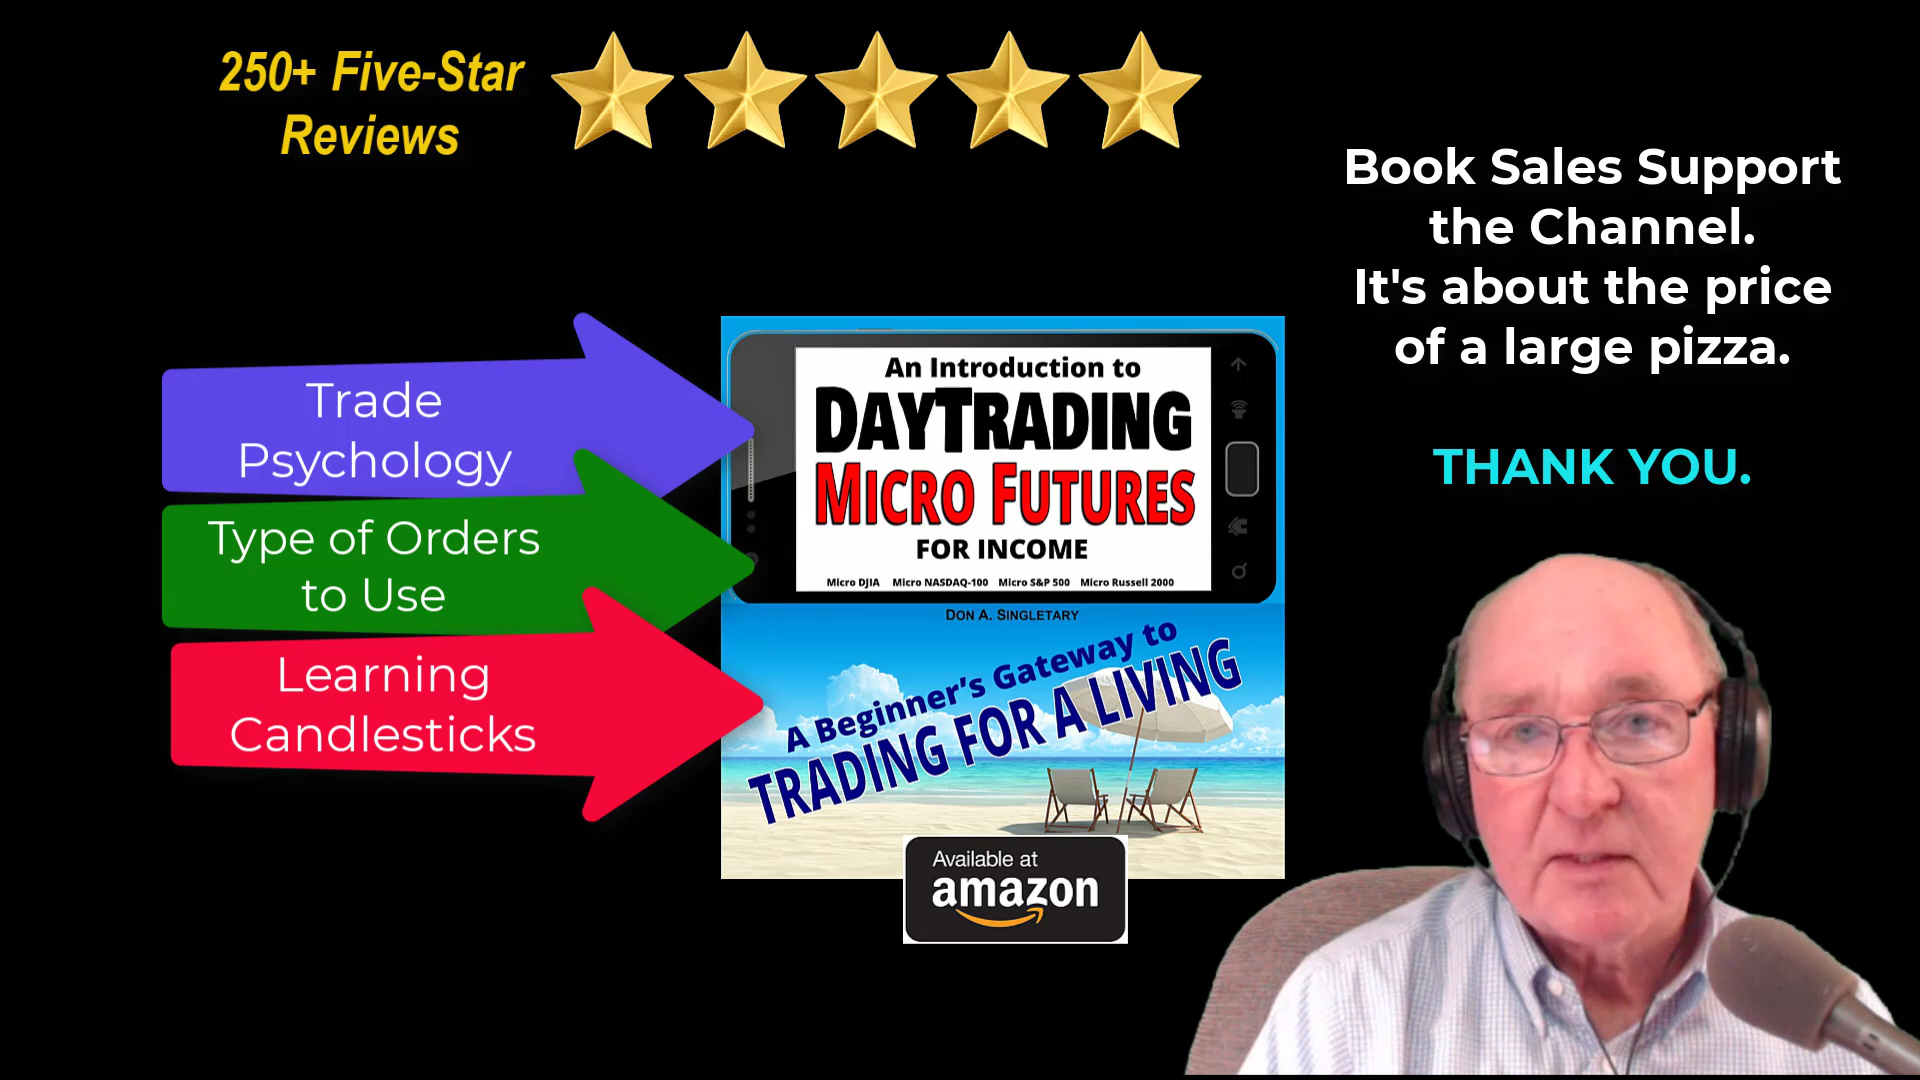 250+ Five-Star
Reviews
Book Sales Support
the Channel.
It's about the price
of a large pizza.
THANK YOU.
Trade
Psychology
Type of Orders
to Use
Learning
Candlesticks
An Introduction to
DAYTRADING
MICRO FUTURES
FOR INCOME
Micro DJIA Micro NASDAQ-100 Micro S&P 500 Micro Russell 2000
DON A. SINGLETARY
A Beginner's Gateway to
TRADING FOR A LIVING
Available at
amazon